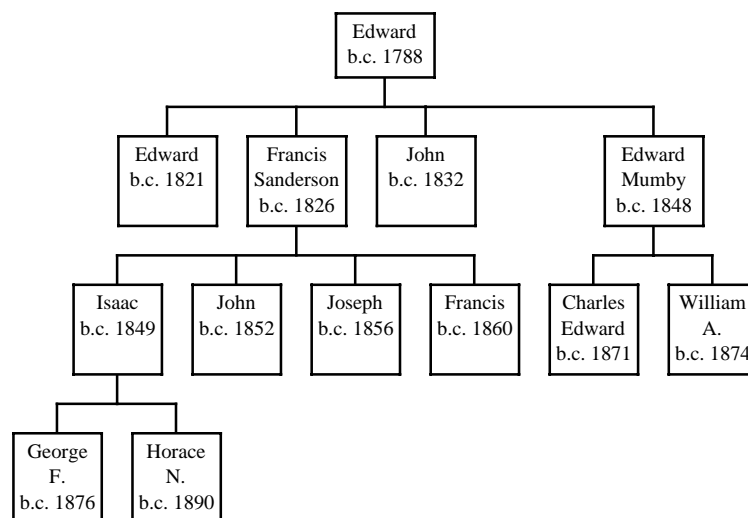 Edward
b.c. 1788
Edward
b.c. 1821
Francis
Sanderson
b.c. 1826
John
b.c. 1832
Edward
Mumby
b.c. 1848
Isaac
b.c. 1849
John
b.c. 1852
Joseph
b.c. 1856
Francis
b.c. 1860
Charles
Edward
b.c. 1871
William
A.
b.c. 1874
George
F.
b.c. 1876
Horace
N.
b.c. 1890